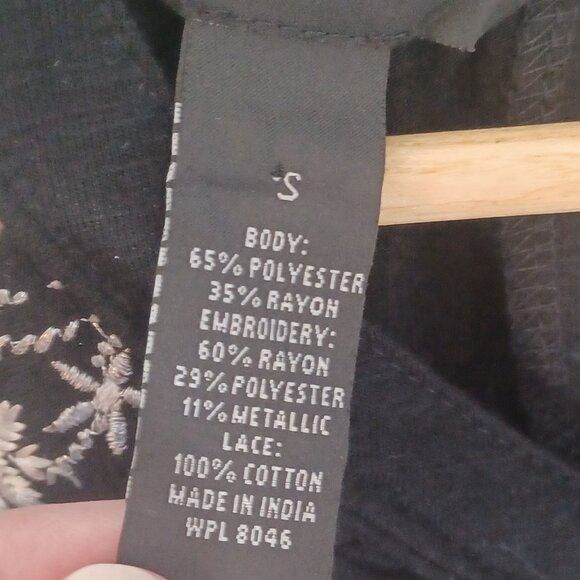 S
BODY:
65% POLYESTER
35% RAYON
EMBROIDERY:
60% RAYON
29% POLYESTER
11% METALLIC
LACE:
100% COTTON
MADE IN INDIA
WPL 8046